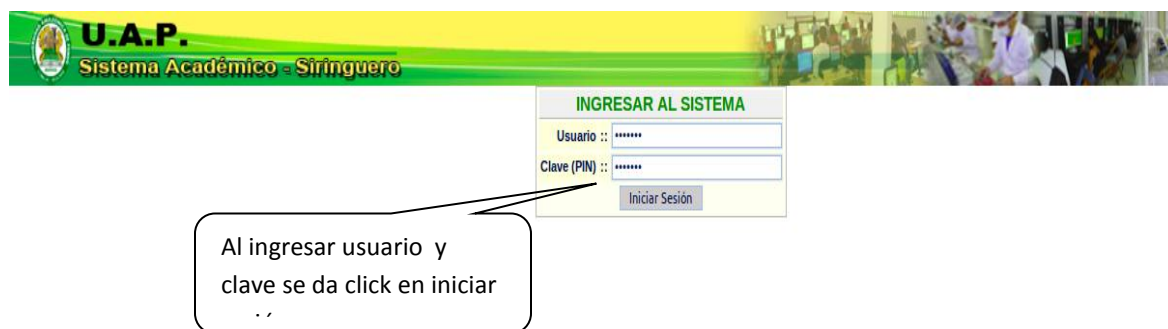 U.A.P.
Sistema Académico - Siringuero
INGRESAR AL SISTEMA
Usuario :: •••••••
Clave (PIN) :: •••••••
Iniciar Sesión
Al ingresar usuario y
clave se da click en iniciar